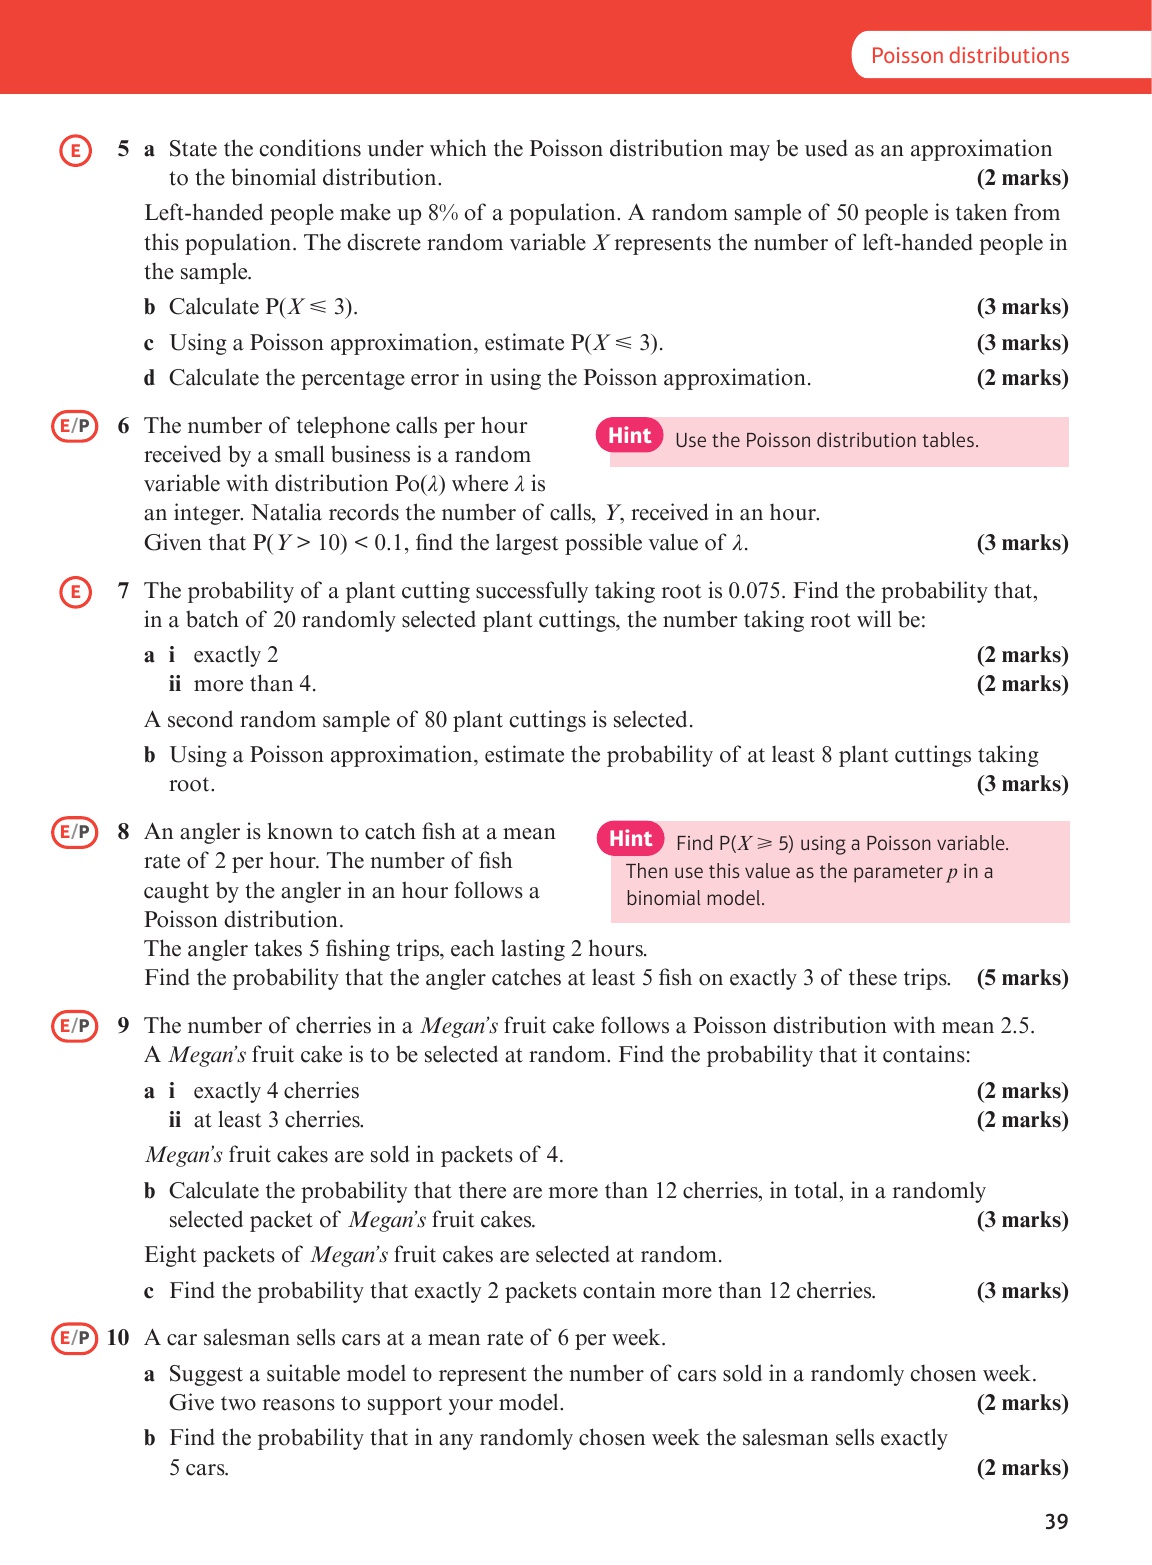 Poisson distributions
E 5 a State the conditions under which the Poisson distribution may be used as an approximation
to the binomial distribution. (2 marks)
Left-handed people make up 8% of a population. A random sample of 50 people is taken from
this population. The discrete random variable X represents the number of left-handed people in
the sample.
b Calculate P(X ⩽ 3). (3 marks)
c Using a Poisson approximation, estimate P(X ⩽ 3). (3 marks)
d Calculate the percentage error in using the Poisson approximation. (2 marks)
E/P 6 The number of telephone calls per hour
received by a small business is a random
variable with distribution Po(λ) where λ is
an integer. Natalia records the number of calls, Y, received in an hour.
Given that P(Y > 10) < 0.1, find the largest possible value of λ. (3 marks)
Hint Use the Poisson distribution tables.
E 7 The probability of a plant cutting successfully taking root is 0.075. Find the probability that,
in a batch of 20 randomly selected plant cuttings, the number taking root will be:
a i exactly 2 (2 marks)
ii more than 4. (2 marks)
A second random sample of 80 plant cuttings is selected.
b Using a Poisson approximation, estimate the probability of at least 8 plant cuttings taking
root. (3 marks)
E/P 8 An angler is known to catch fish at a mean
rate of 2 per hour. The number of fish
caught by the angler in an hour follows a
Poisson distribution.
Hint Find P(X ⩾ 5) using a Poisson variable.
Then use this value as the parameter p in a
binomial model.
The angler takes 5 fishing trips, each lasting 2 hours.
Find the probability that the angler catches at least 5 fish on exactly 3 of these trips. (5 marks)
E/P 9 The number of cherries in a Megan's fruit cake follows a Poisson distribution with mean 2.5.
A Megan's fruit cake is to be selected at random. Find the probability that it contains:
a i exactly 4 cherries (2 marks)
ii at least 3 cherries. (2 marks)
Megan's fruit cakes are sold in packets of 4.
b Calculate the probability that there are more than 12 cherries, in total, in a randomly
selected packet of Megan's fruit cakes. (3 marks)
Eight packets of Megan's fruit cakes are selected at random.
c Find the probability that exactly 2 packets contain more than 12 cherries. (3 marks)
E/P 10 A car salesman sells cars at a mean rate of 6 per week.
a Suggest a suitable model to represent the number of cars sold in a randomly chosen week.
Give two reasons to support your model. (2 marks)
b Find the probability that in any randomly chosen week the salesman sells exactly
5 cars. (2 marks)
39